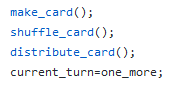 make_card();
shuffle_card();
distribute_card();
current_turn=one_more;